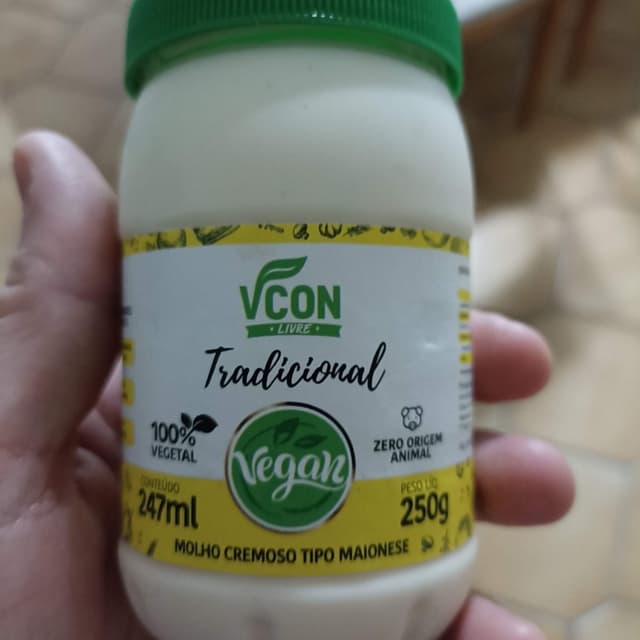 VCON
• LIVRE •
Tradicional
100%
VEGETAL
Vegan
ZERO ORIGEM
ANIMAL
CONTEÚDO
247ml
PESO LÍQ
250g
MOLHO CREMOSO TIPO MAIONESE